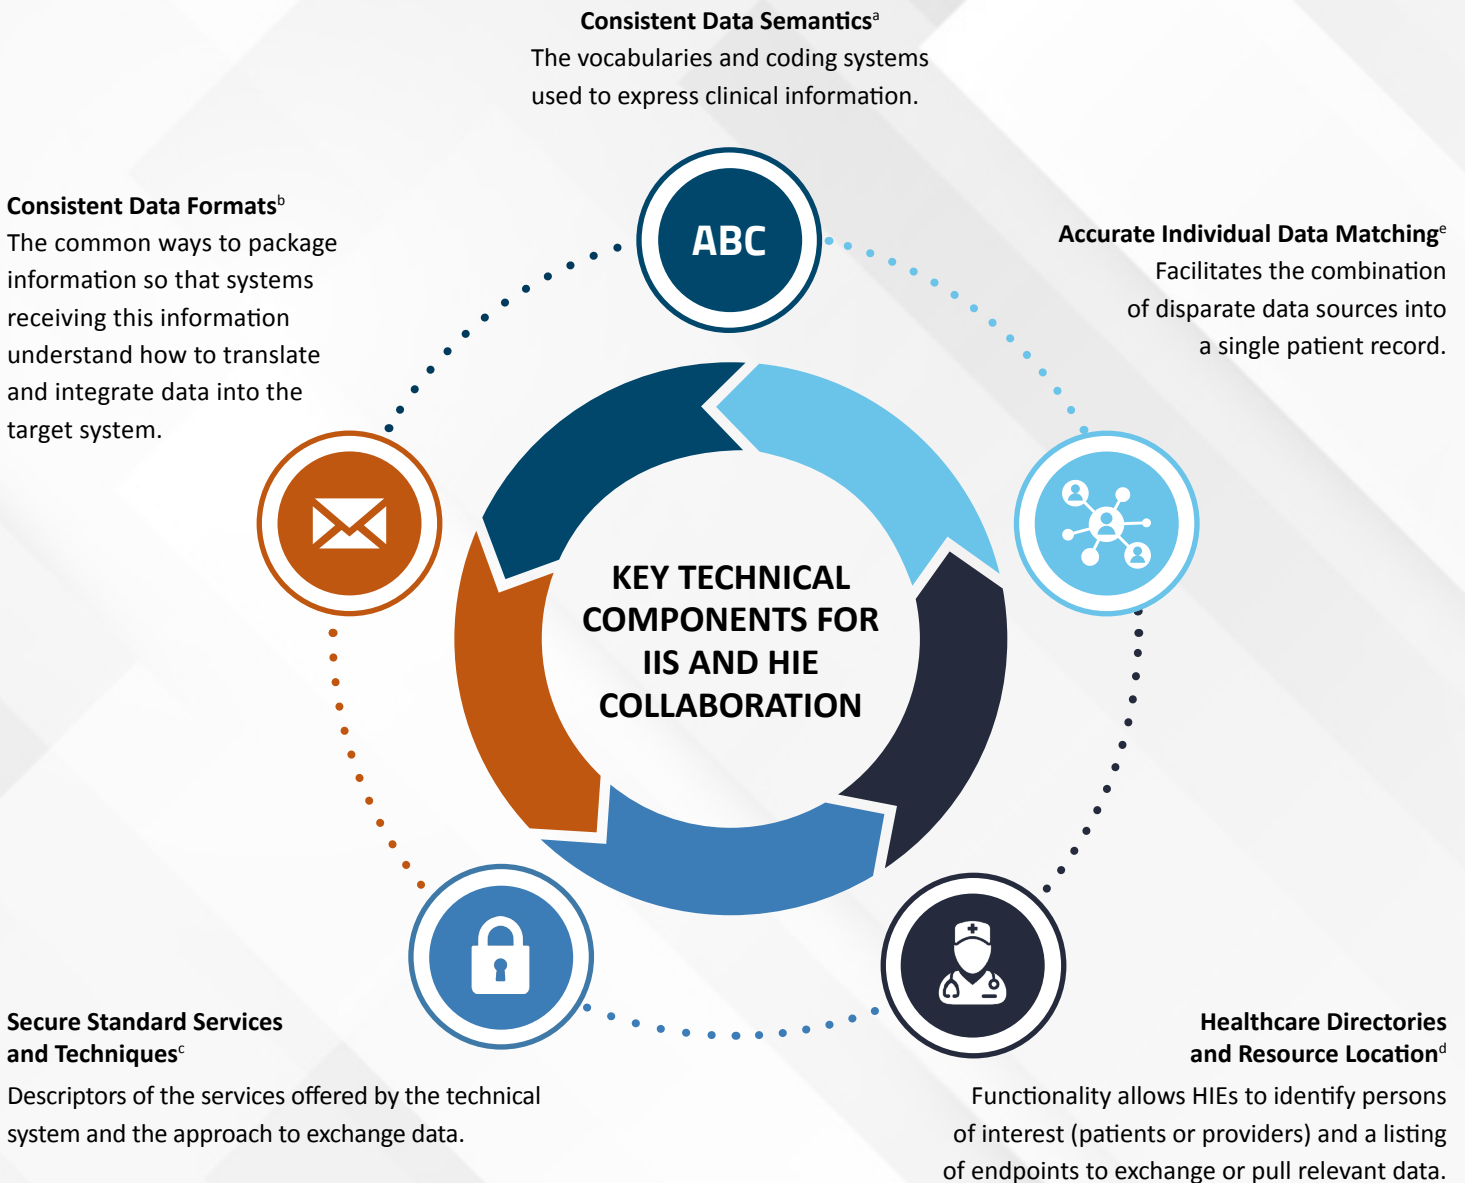 Consistent Data Semanticsᵃ
The vocabularies and coding systems
used to express clinical information.
Consistent Data Formatsᵇ
The common ways to package
information so that systems
receiving this information
understand how to translate
and integrate data into the
target system.
ABC
Accurate Individual Data Matchingᵉ
Facilitates the combination
of disparate data sources into
a single patient record.
KEY TECHNICAL
COMPONENTS FOR
IIS AND HIE
COLLABORATION
Secure Standard Services
and Techniquesᶜ
Descriptors of the services offered by the technical
system and the approach to exchange data.
Healthcare Directories
and Resource Locationᵈ
Functionality allows HIEs to identify persons
of interest (patients or providers) and a listing
of endpoints to exchange or pull relevant data.